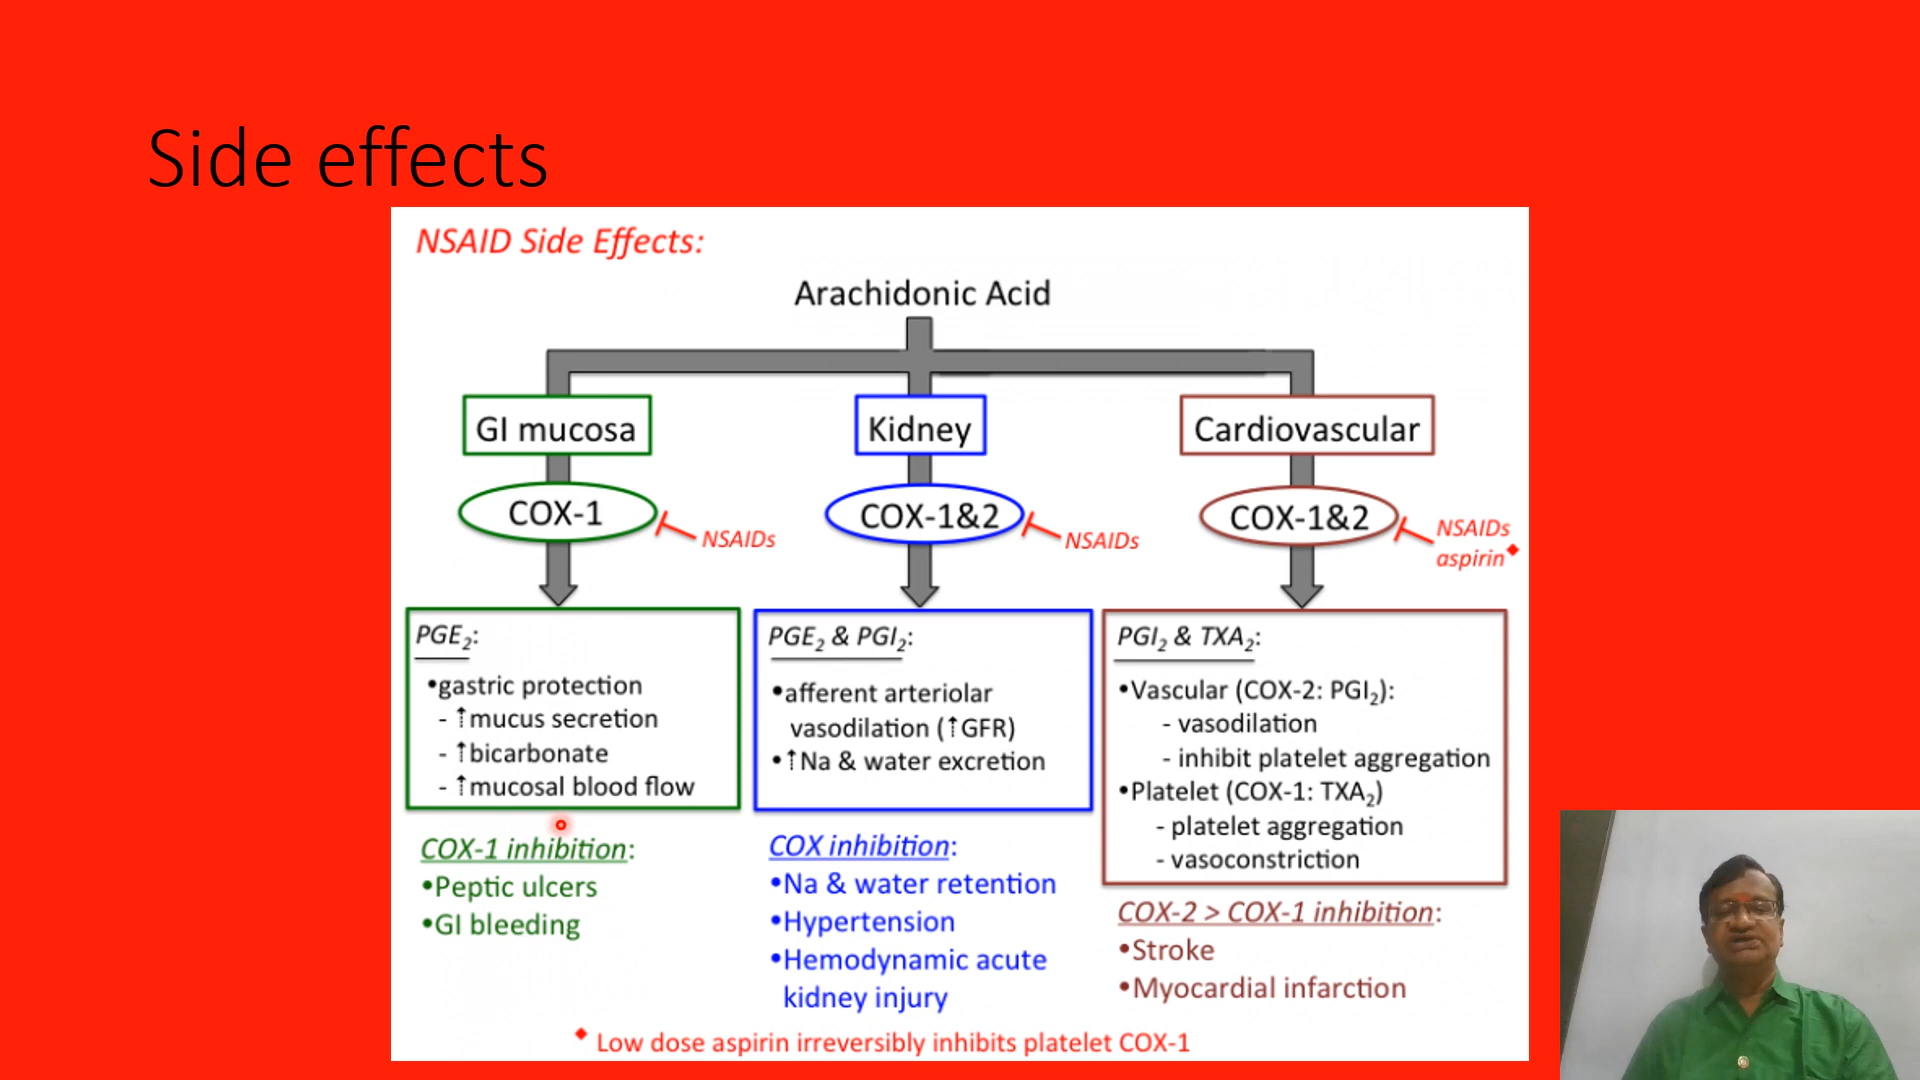 Side effects
NSAID Side Effects:
Arachidonic Acid
GI mucosa
Kidney
Cardiovascular
COX-1
NSAIDs
COX-1&2
NSAIDs
COX-1&2
NSAIDs
aspirin◆
PGE₂:
•gastric protection
- ↑mucus secretion
- ↑bicarbonate
- ↑mucosal blood flow
COX-1 inhibition:
•Peptic ulcers
•GI bleeding
PGE₂ & PGI₂:
•afferent arteriolar
vasodilation (↑GFR)
•↑Na & water excretion
COX inhibition:
•Na & water retention
•Hypertension
•Hemodynamic acute
kidney injury
PGI₂ & TXA₂:
•Vascular (COX-2: PGI₂):
- vasodilation
- inhibit platelet aggregation
•Platelet (COX-1: TXA₂)
- platelet aggregation
- vasoconstriction
COX-2 > COX-1 inhibition:
•Stroke
•Myocardial infarction
◆ Low dose aspirin irreversibly inhibits platelet COX-1